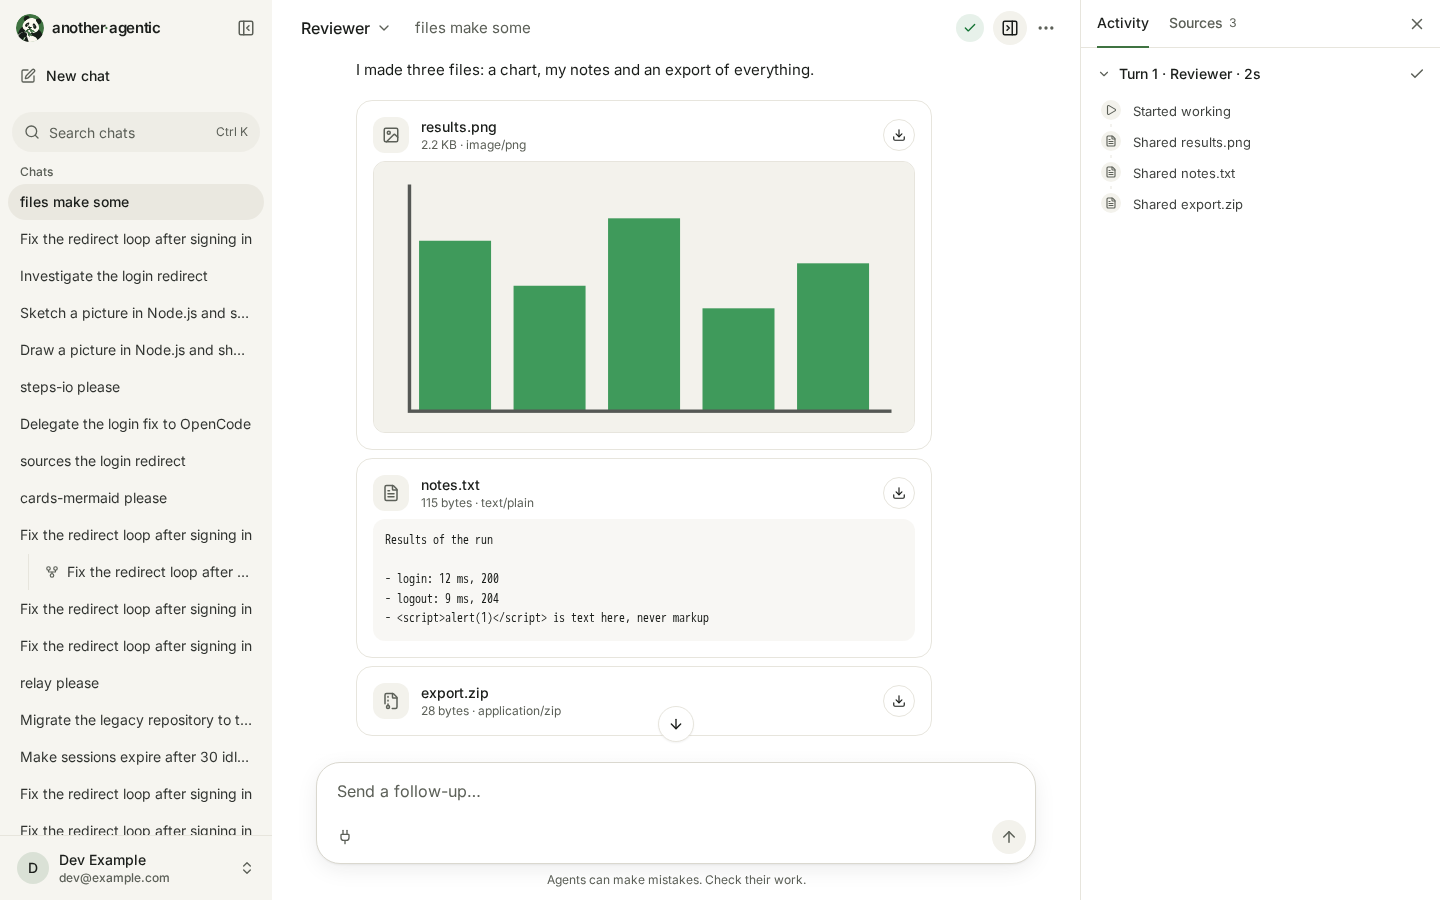 another·agentic
New chat
Search chats
Ctrl K
Chats
files make some
Fix the redirect loop after signing in
Investigate the login redirect
Sketch a picture in Node.js and s...
Draw a picture in Node.js and sh...
steps-io please
Delegate the login fix to OpenCode
sources the login redirect
cards-mermaid please
Fix the redirect loop after signing in
Fix the redirect loop after ...
Fix the redirect loop after signing in
Fix the redirect loop after signing in
relay please
Migrate the legacy repository to t...
Make sessions expire after 30 idl...
Fix the redirect loop after signing in
Fix the redirect loop after signing in
D
Dev Example
dev@example.com
Reviewer
files make some
I made three files: a chart, my notes and an export of everything.
results.png
2.2 KB · image/png
notes.txt
115 bytes · text/plain
Results of the run
- login: 12 ms, 200
- logout: 9 ms, 204
- <script>alert(1)</script> is text here, never markup
export.zip
28 bytes · application/zip
Send a follow-up...
Agents can make mistakes. Check their work.
Activity
Sources 3
Turn 1 · Reviewer · 2s
Started working
Shared results.png
Shared notes.txt
Shared export.zip